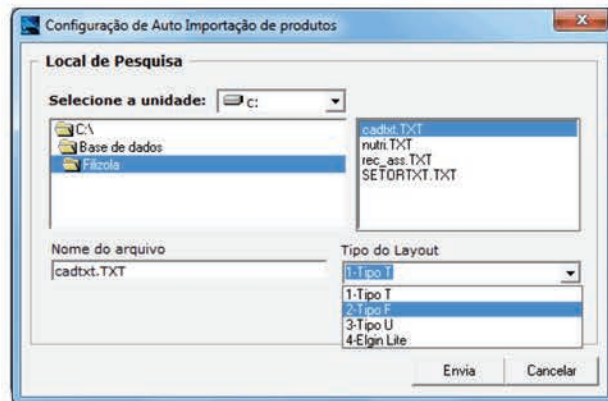 Configuração de Auto Importação de produtos
Local de Pesquisa
Selecione a unidade: C:
C:\
Base de dados
Filizola
cadtxt.TXT
nutri.TXT
rec_ass.TXT
SETORTXT.TXT
Nome do arquivo
cadtxt.TXT
Tipo do Layout
1-Tipo T
1-Tipo T
2-Tipo F
3-Tipo U
4-Elgin Lite
Envia
Cancelar